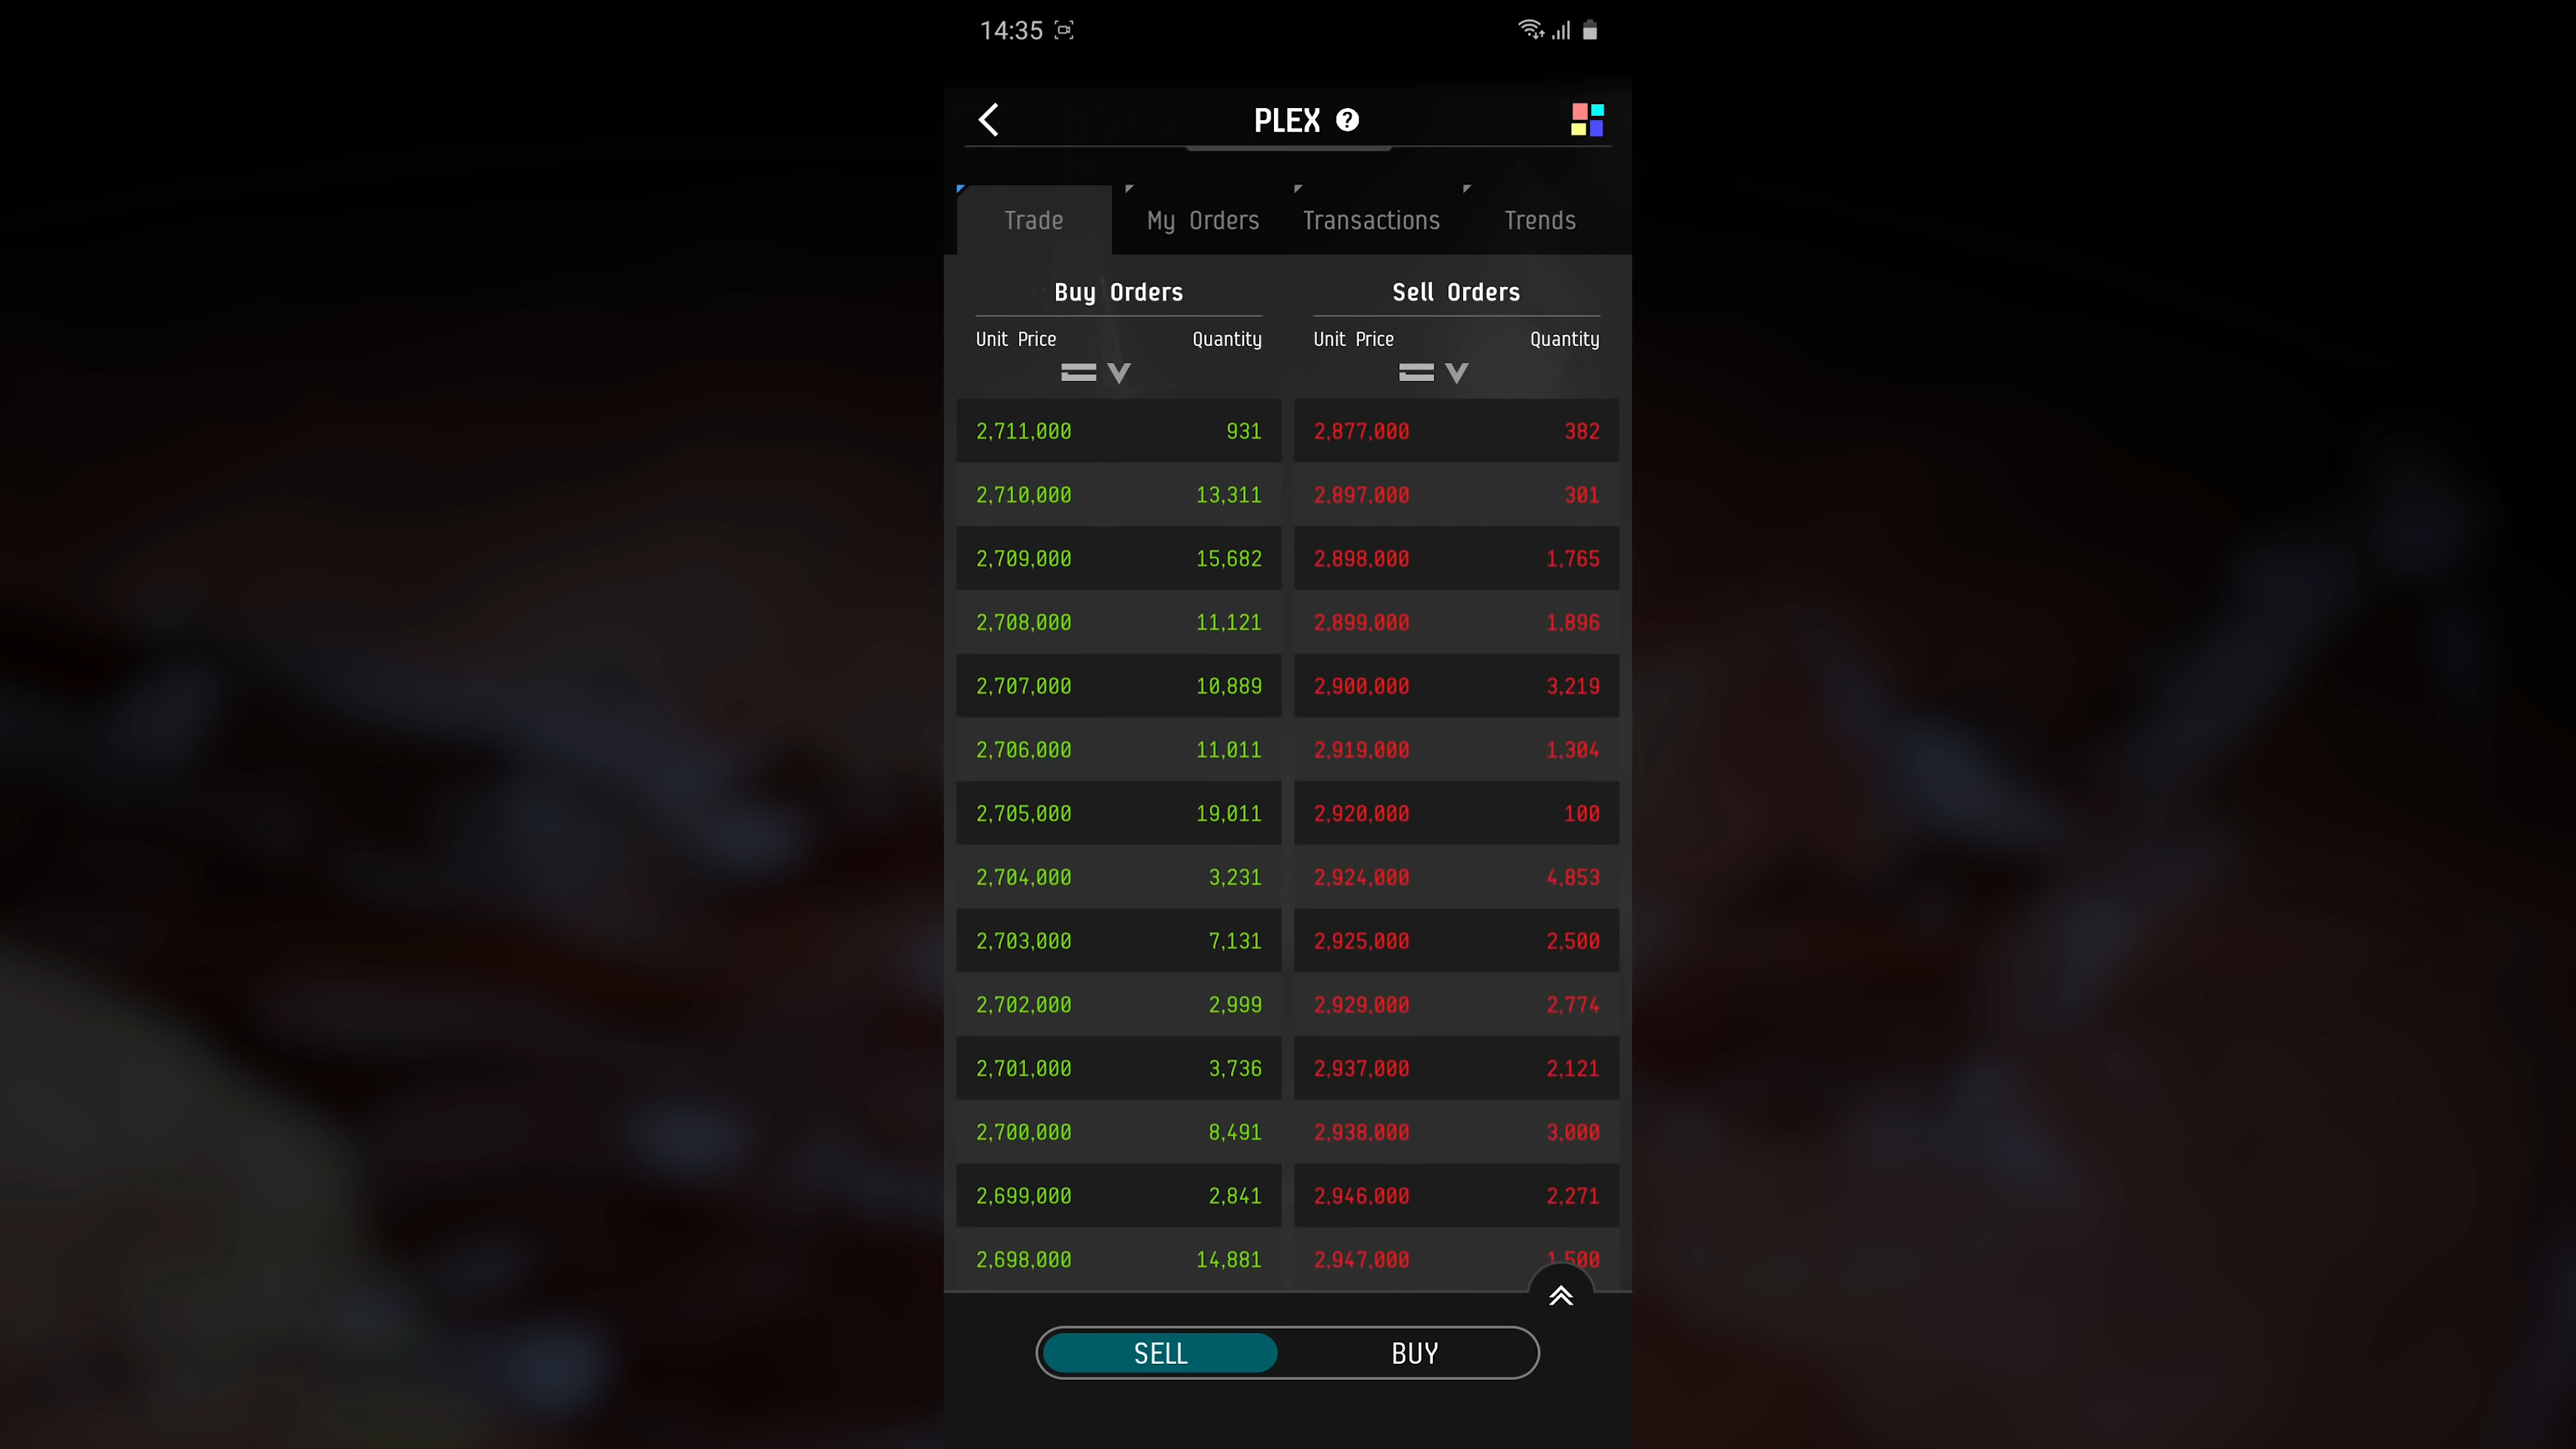 14:35
PLEX ?
Trade My Orders Transactions Trends
Buy Orders Sell Orders
Unit Price Quantity Unit Price Quantity
2,711,000 931 2,877,000 382
2,710,000 13,311 2,897,000 301
2,709,000 15,682 2,898,000 1,765
2,708,000 11,121 2,899,000 1,896
2,707,000 10,889 2,900,000 3,219
2,706,000 11,011 2,919,000 1,304
2,705,000 19,011 2,920,000 100
2,704,000 3,231 2,924,000 4,853
2,703,000 7,131 2,925,000 2,500
2,702,000 2,999 2,929,000 2,774
2,701,000 3,736 2,937,000 2,121
2,700,000 8,491 2,938,000 3,000
2,699,000 2,841 2,946,000 2,271
2,698,000 14,881 2,947,000 1,500
SELL BUY